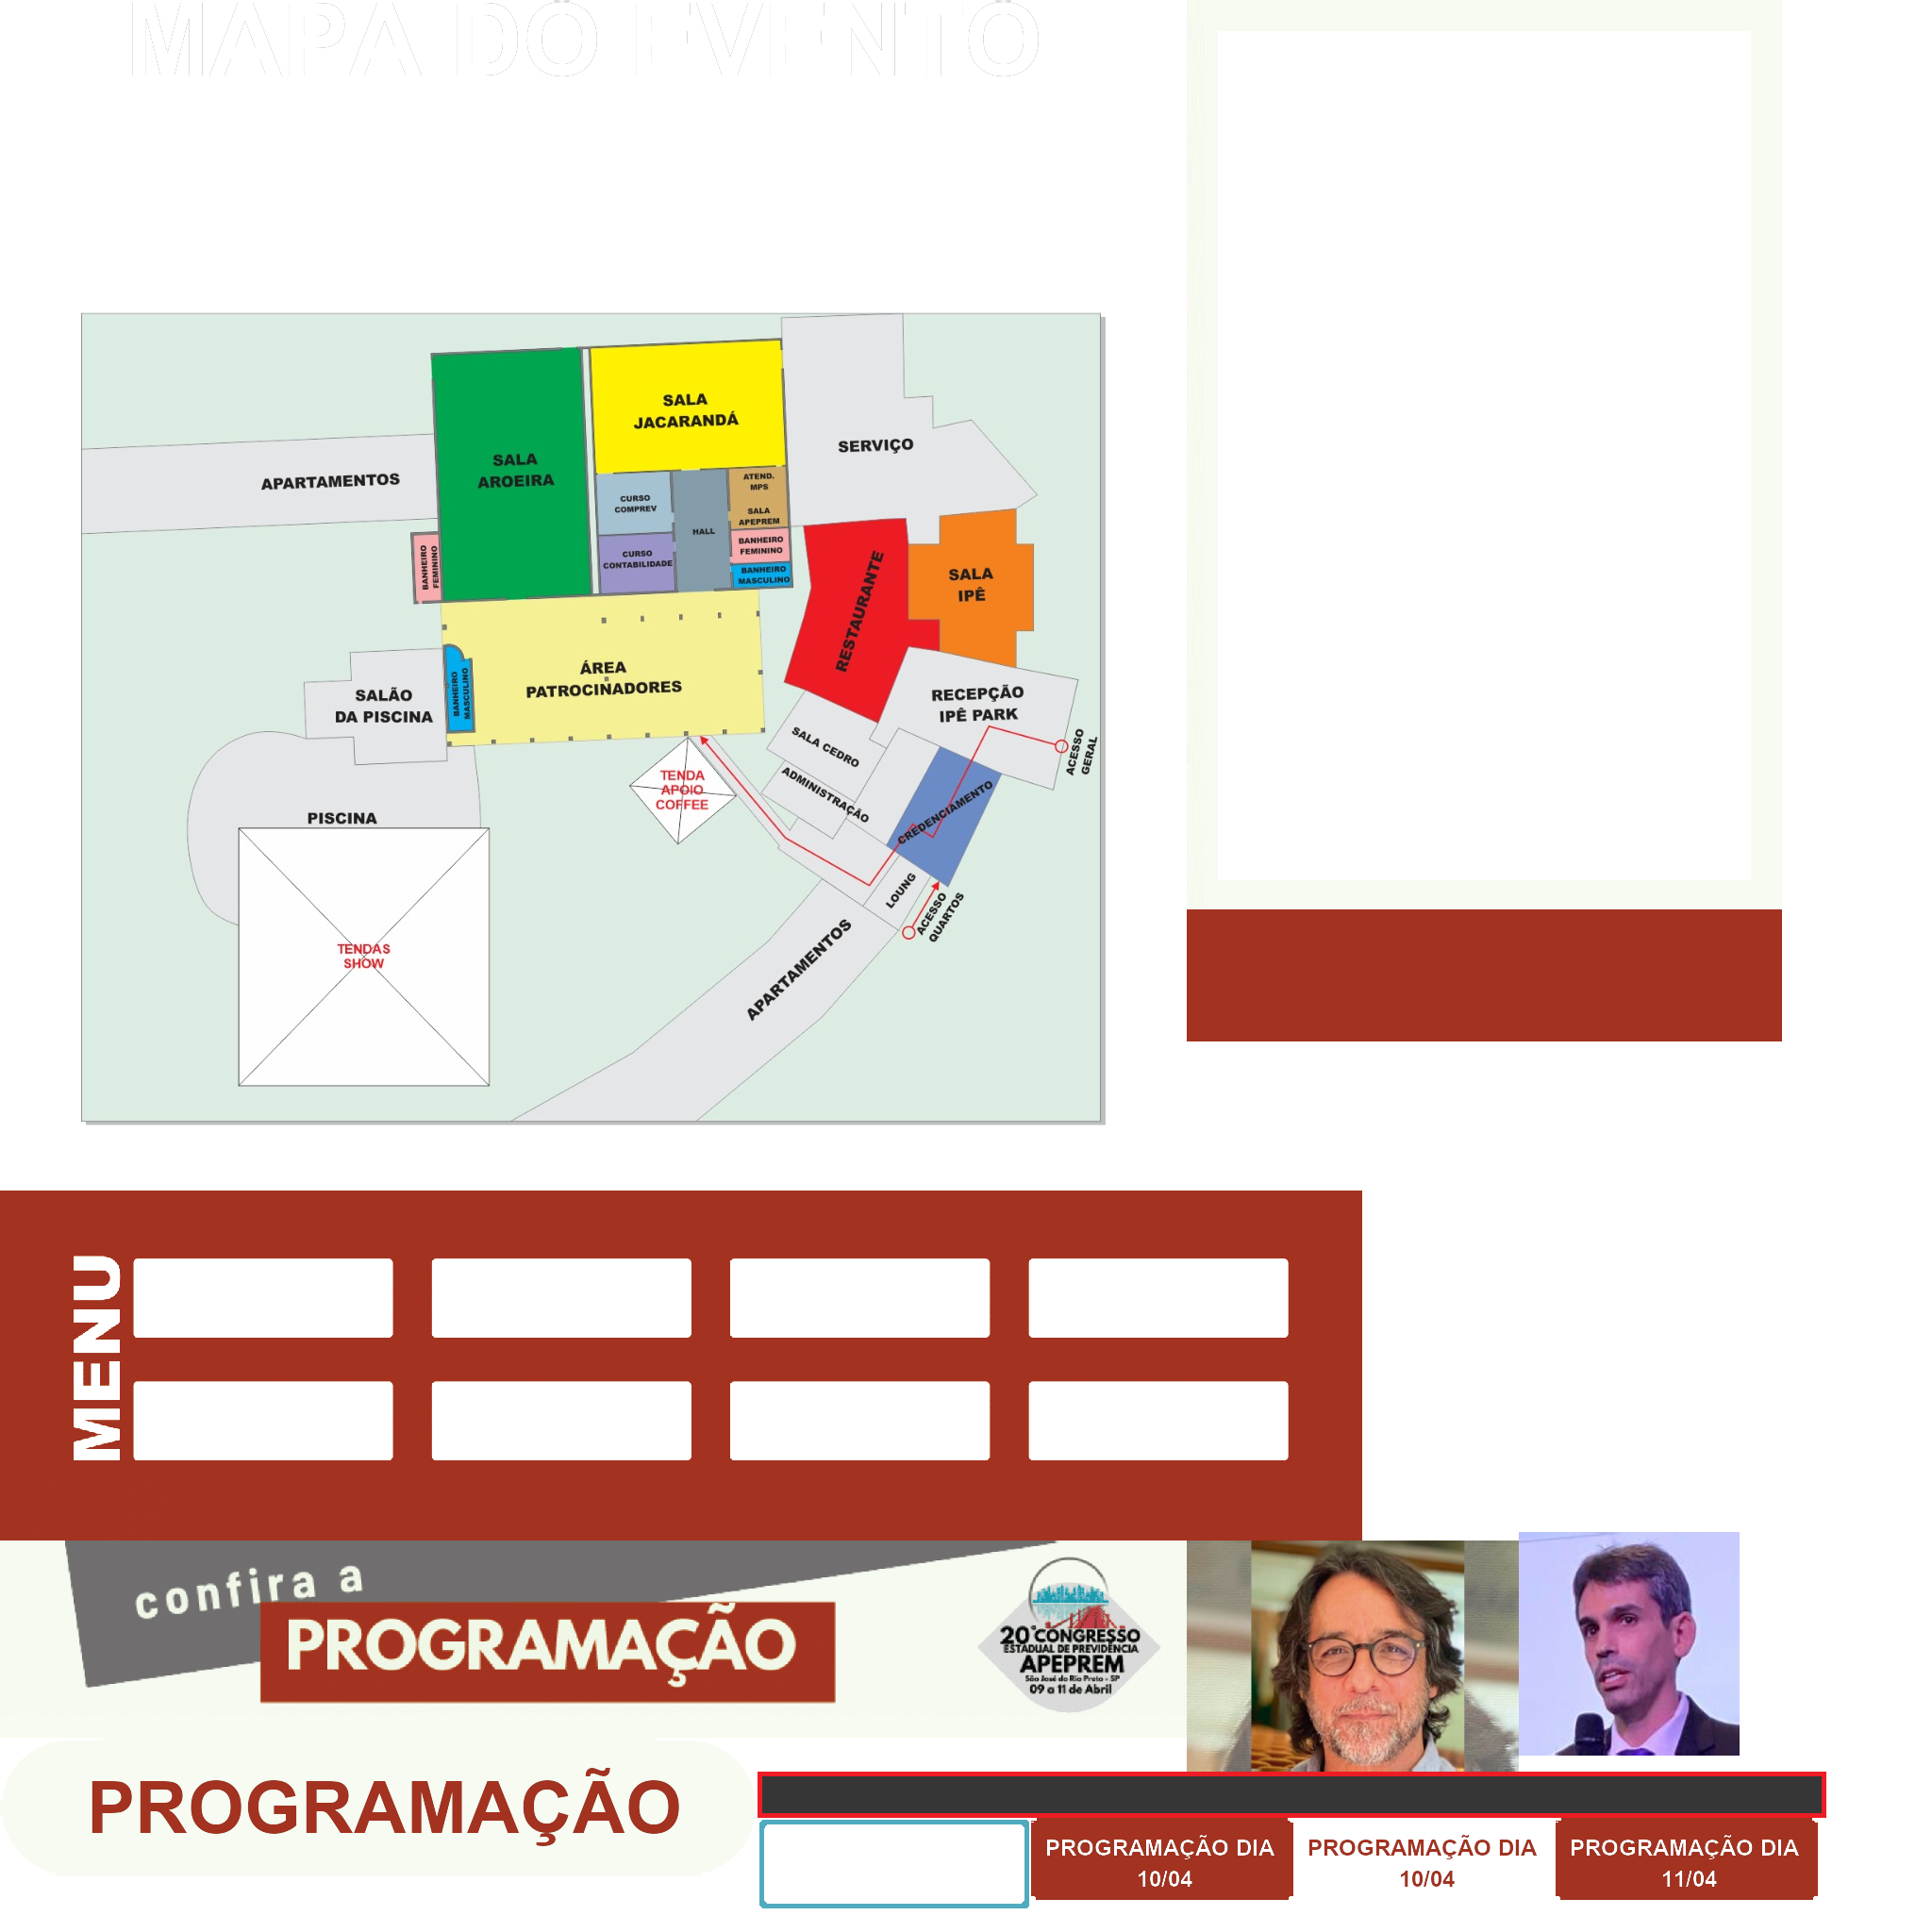 MAPA DO EVENTO
SALA
JACARANDÁ
SERVIÇO
SALA
AROEIRA
APARTAMENTOS
CURSO
COMPREV
ATEND.
MPS
SALA
APEPREM
HALL
BANHEIRO
FEMININO
CURSO
CONTABILIDADE
BANHEIRO
FEMININO
BANHEIRO
MASCULINO
RESTAURANTE
SALA
IPÊ
ÁREA
PATROCINADORES
BANHEIRO
MASCULINO
SALÃO
DA PISCINA
RECEPÇÃO
IPÊ PARK
SALA CEDRO
ACESSO
GERAL
TENDA
APOIO
COFFEE
ADMINISTRAÇÃO
CREDENCIAMENTO
PISCINA
LOUNG
ACESSO
QUARTOS
TENDAS
SHOW
APARTAMENTOS
MENU
confira a
PROGRAMAÇÃO
20º CONGRESSO
ESTADUAL DE PREVIDÊNCIA
APEPREM
São José do Rio Preto - SP
09 a 11 de Abril
PROGRAMAÇÃO
PROGRAMAÇÃO DIA
10/04
PROGRAMAÇÃO DIA
10/04
PROGRAMAÇÃO DIA
11/04